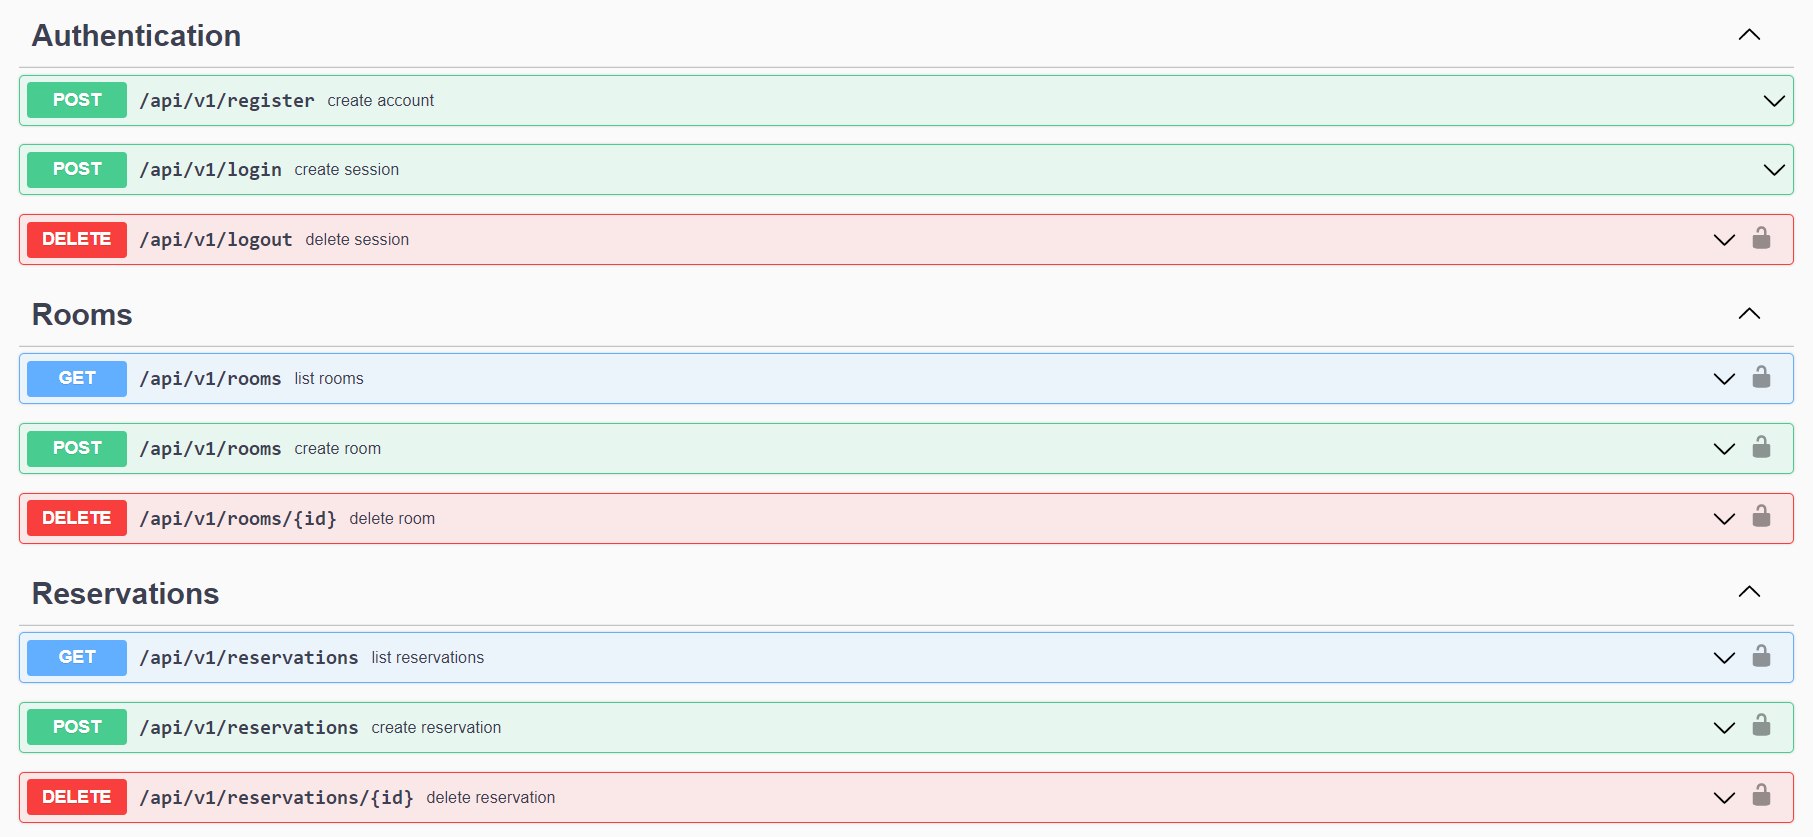 Authentication
POST /api/v1/register create account
POST /api/v1/login create session
DELETE /api/v1/logout delete session
Rooms
GET /api/v1/rooms list rooms
POST /api/v1/rooms create room
DELETE /api/v1/rooms/{id} delete room
Reservations
GET /api/v1/reservations list reservations
POST /api/v1/reservations create reservation
DELETE /api/v1/reservations/{id} delete reservation